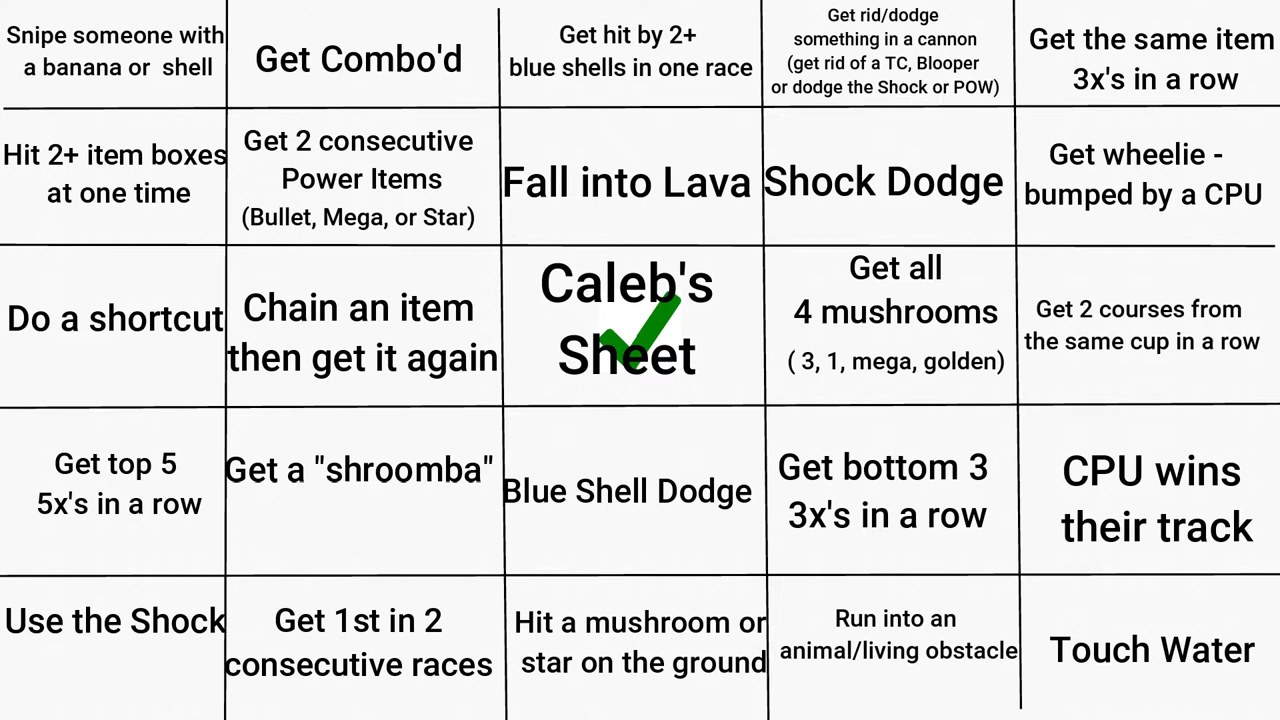 Snipe someone with
a banana or shell
Get Combo'd
Get hit by 2+
blue shells in one race
Get rid/dodge
something in a cannon
(get rid of a TC, Blooper
or dodge the Shock or POW)
Get the same item
3x's in a row
Hit 2+ item boxes
at one time
Get 2 consecutive
Power Items
(Bullet, Mega, or Star)
Fall into Lava
Shock Dodge
Get wheelie -
bumped by a CPU
Do a shortcut
Chain an item
then get it again
Caleb's
Sheet
Get all
4 mushrooms
( 3, 1, mega, golden)
Get 2 courses from
the same cup in a row
Get top 5
5x's in a row
Get a "shroomba"
Blue Shell Dodge
Get bottom 3
3x's in a row
CPU wins
their track
Use the Shock
Get 1st in 2
consecutive races
Hit a mushroom or
star on the ground
Run into an
animal/living obstacle
Touch Water